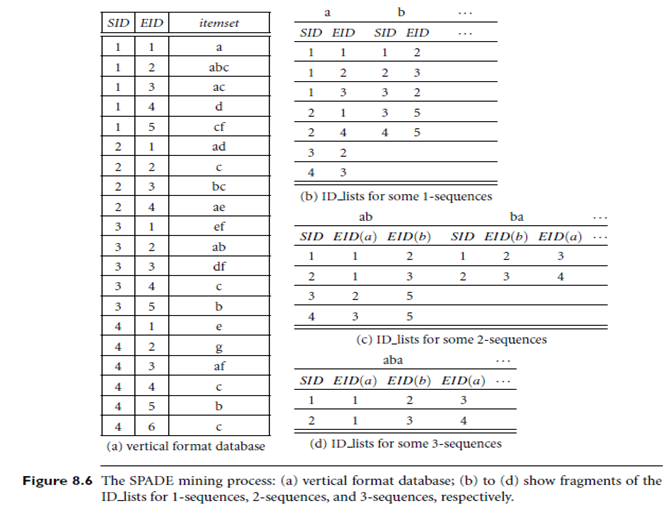 SID EID itemset
1 1 a
1 2 abc
1 3 ac
1 4 d
1 5 cf
2 1 ad
2 2 c
2 3 bc
2 4 ae
3 1 ef
3 2 ab
3 3 df
3 4 c
3 5 b
4 1 e
4 2 g
4 3 af
4 4 c
4 5 b
4 6 c
(a) vertical format database
a b ···
SID EID SID EID ···
1 1 1 2
1 2 2 3
1 3 3 2
2 1 3 5
2 4 4 5
3 2
4 3
(b) ID_lists for some 1-sequences
ab ba ···
SID EID(a) EID(b) SID EID(b) EID(a) ···
1 1 2 1 2 3
2 1 3 2 3 4
3 2 5
4 3 5
(c) ID_lists for some 2-sequences
aba ···
SID EID(a) EID(b) EID(a) ···
1 1 2 3
2 1 3 4
(d) ID_lists for some 3-sequences
Figure 8.6 The SPADE mining process: (a) vertical format database; (b) to (d) show fragments of the
ID_lists for 1-sequences, 2-sequences, and 3-sequences, respectively.